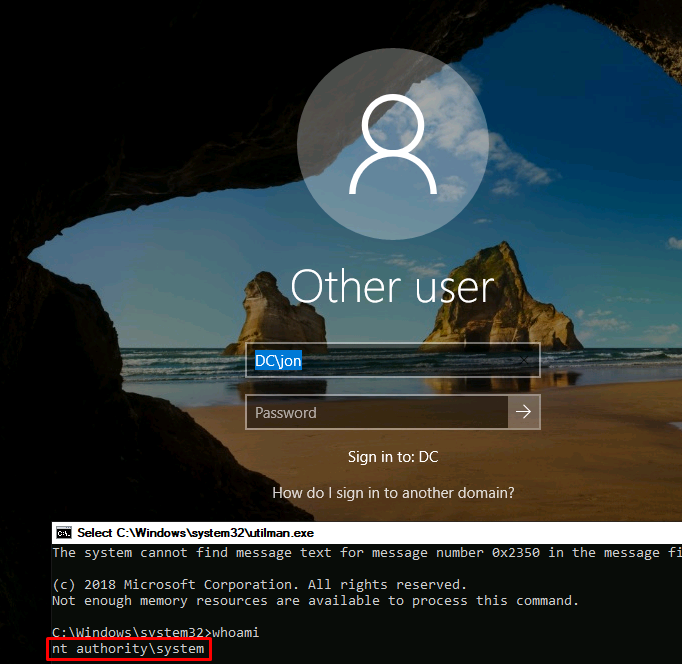 Other user
DC\jon
Password
Sign in to: DC
How do I sign in to another domain?
Select C:\Windows\system32\utilman.exe
The system cannot find message text for message number 0x2350 in the message fi
(c) 2018 Microsoft Corporation. All rights reserved.
Not enough memory resources are available to process this command.
C:\Windows\system32>whoami
nt authority\system